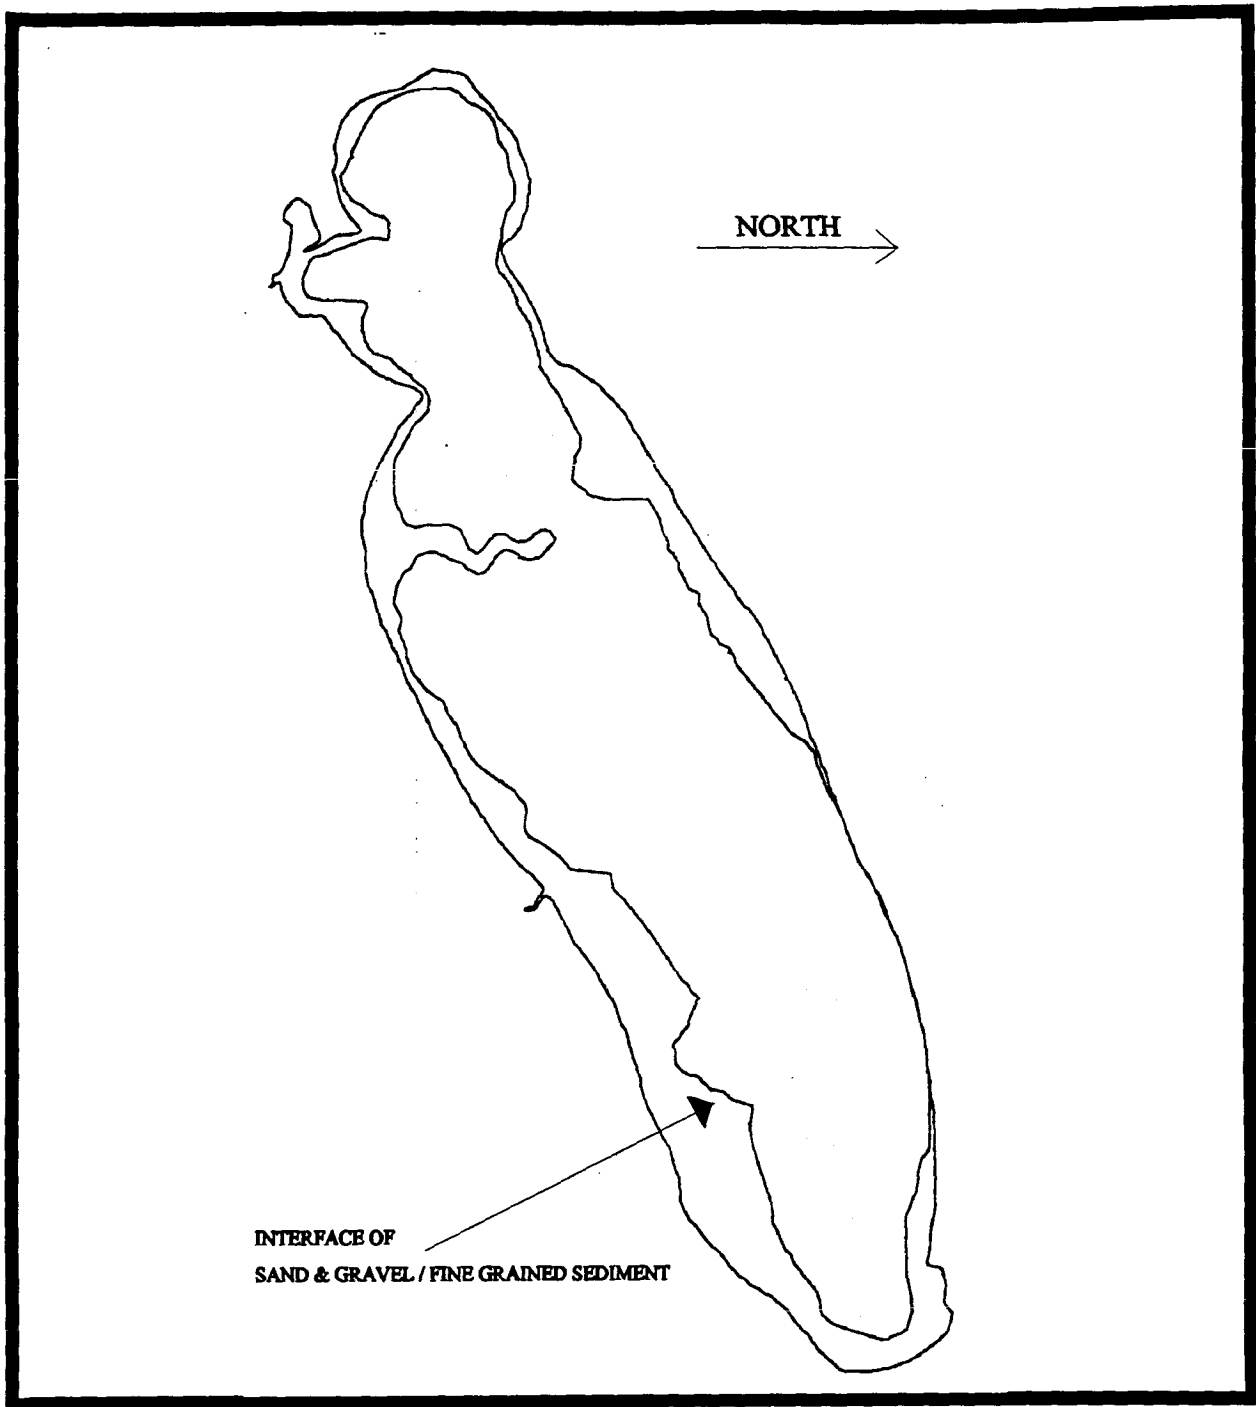 NORTH
INTERFACE OF
SAND & GRAVEL / FINE GRAINED SEDIMENT